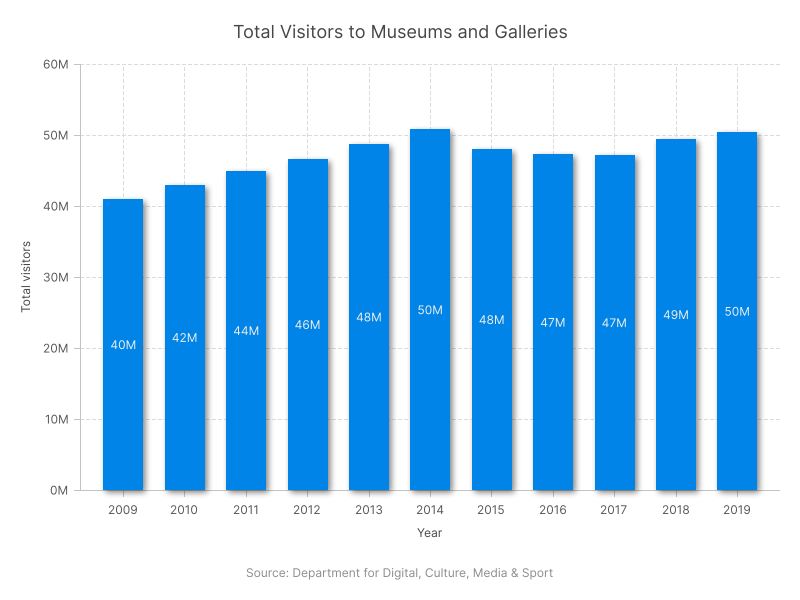 Total Visitors to Museums and Galleries
60M
50M
40M
30M
20M
10M
0M
Total visitors
40M
42M
44M
46M
48M
50M
48M
47M
47M
49M
50M
2009 2010 2011 2012 2013 2014 2015 2016 2017 2018 2019
Year
Source: Department for Digital, Culture, Media & Sport